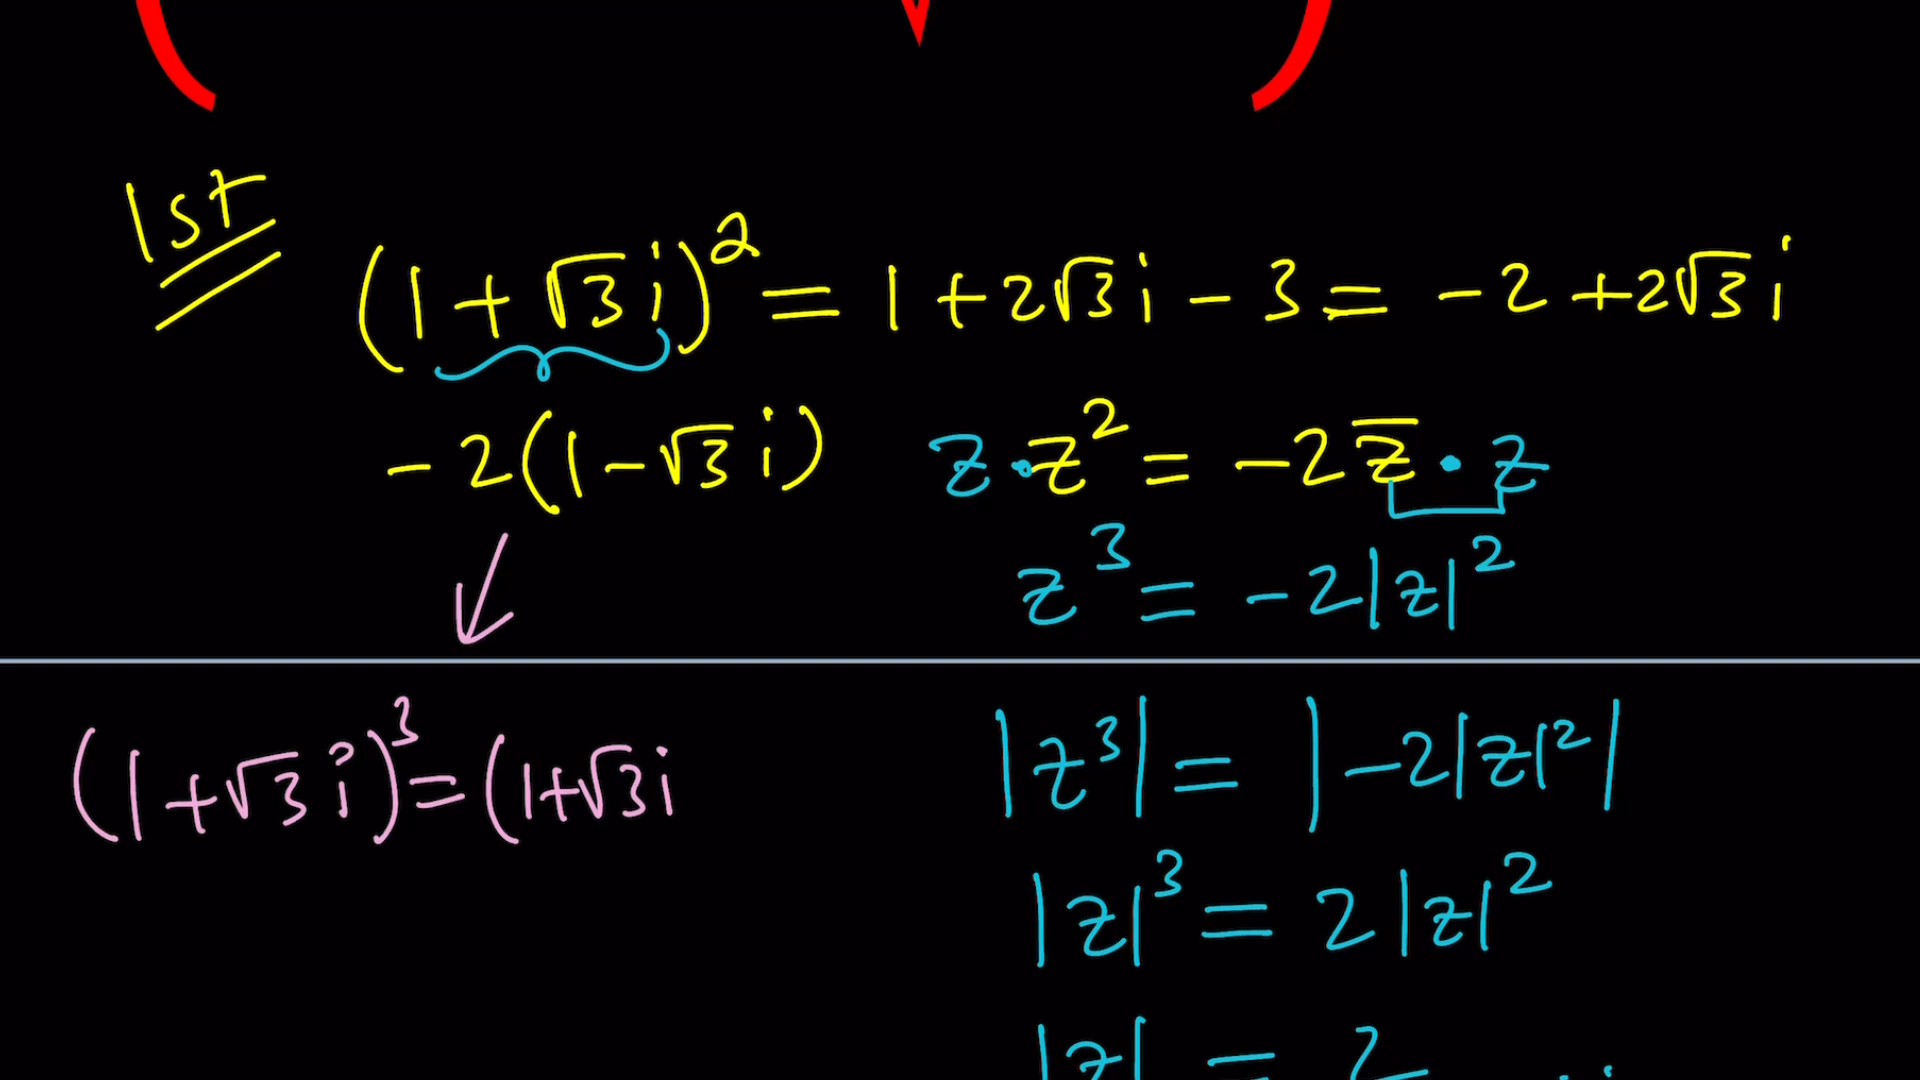 1st
(1+√3i)² = 1+2√3i-3 = -2+2√3i
-2(1-√3i)
z·z² = -2z̅·z
z³ = -2|z|²
(1+√3i)³ = (1+√3i
|z³| = |-2|z|²|
|z|³ = 2|z|²
|z| = 2